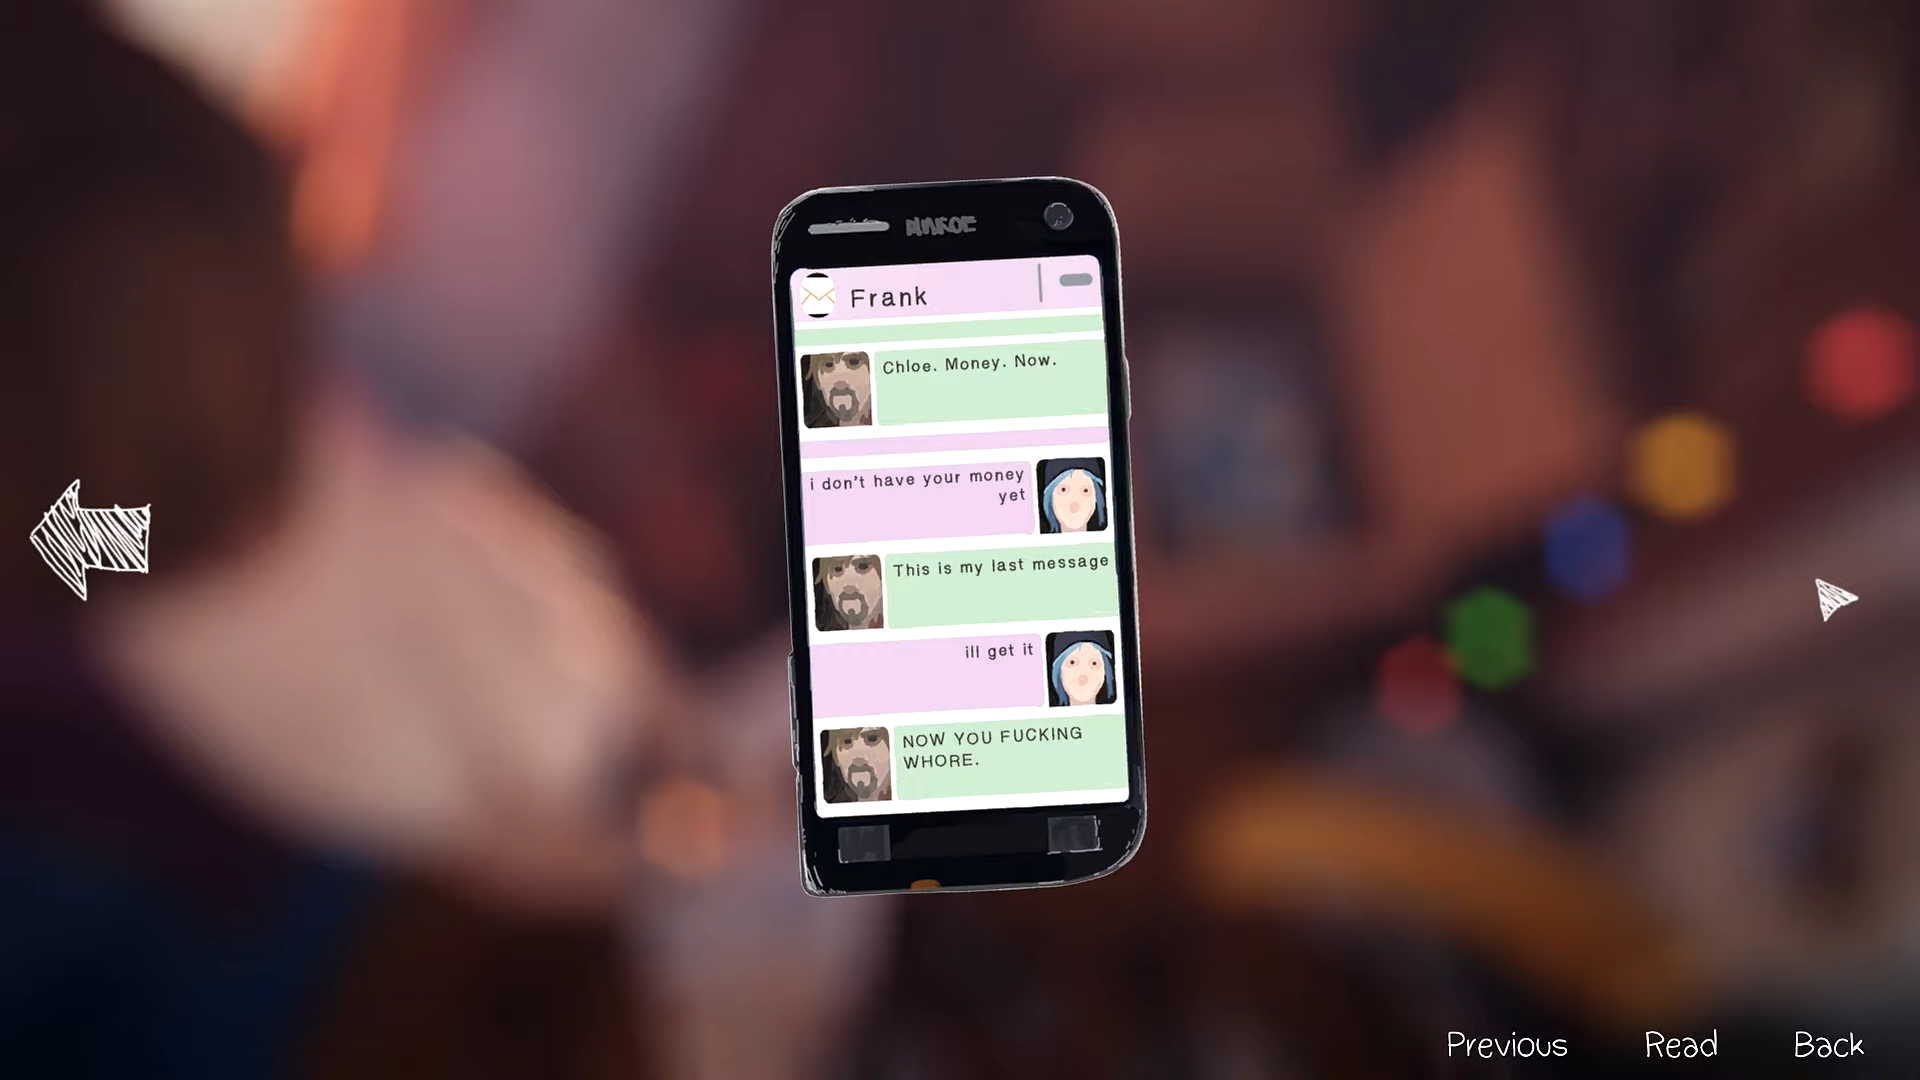 Frank
Chloe. Money. Now.
i don't have your money
yet
This is my last message
ill get it
NOW YOU FUCKING
WHORE.
Previous Read Back